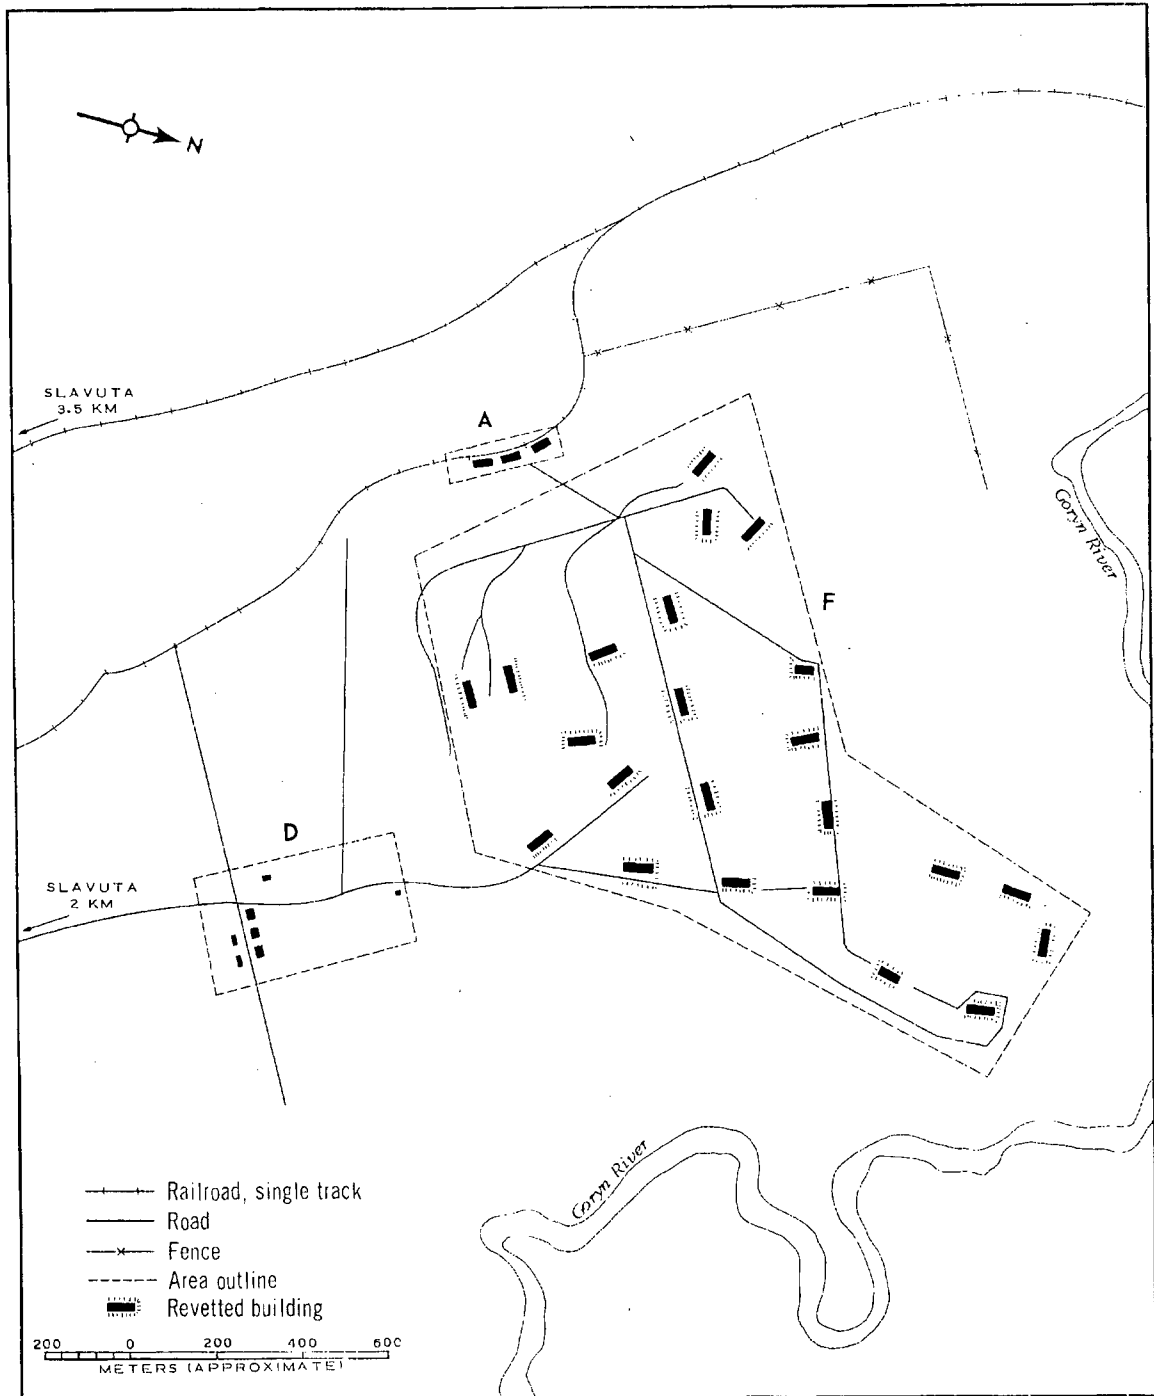 N
SLAVUTA
3.5 KM
A
Goryn River
F
D
SLAVUTA
2 KM
Goryn River
Railroad, single track
Road
Fence
Area outline
Revetted building
200 0 200 400 600
METERS (APPROXIMATE)